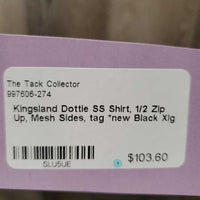 The Tack Collector
997606-274
Kingsland Dottie SS Shirt, 1/2 Zip
Up, Mesh Sides, tag *new Black Xlg
SLU5UE
$103.60